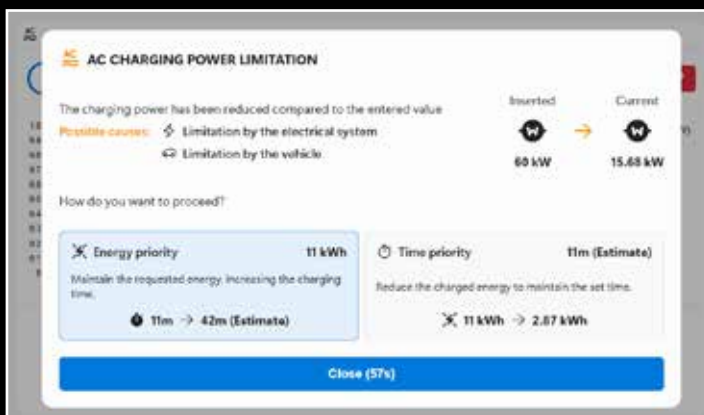 AC CHARGING POWER LIMITATION
The charging power has been reduced compared to the entered value
Possible causes: Limitation by the electrical system
Limitation by the vehicle.
Inserted Current
60 kW 15.68 kW
How do you want to proceed?
Energy priority 11 kWh
Maintain the requested energy, increasing the charging
time.
11m → 42m (Estimate)
Time priority 11m (Estimate)
Reduce the charged energy to maintain the set time.
11 kWh → 2.87 kWh
Close (57s)